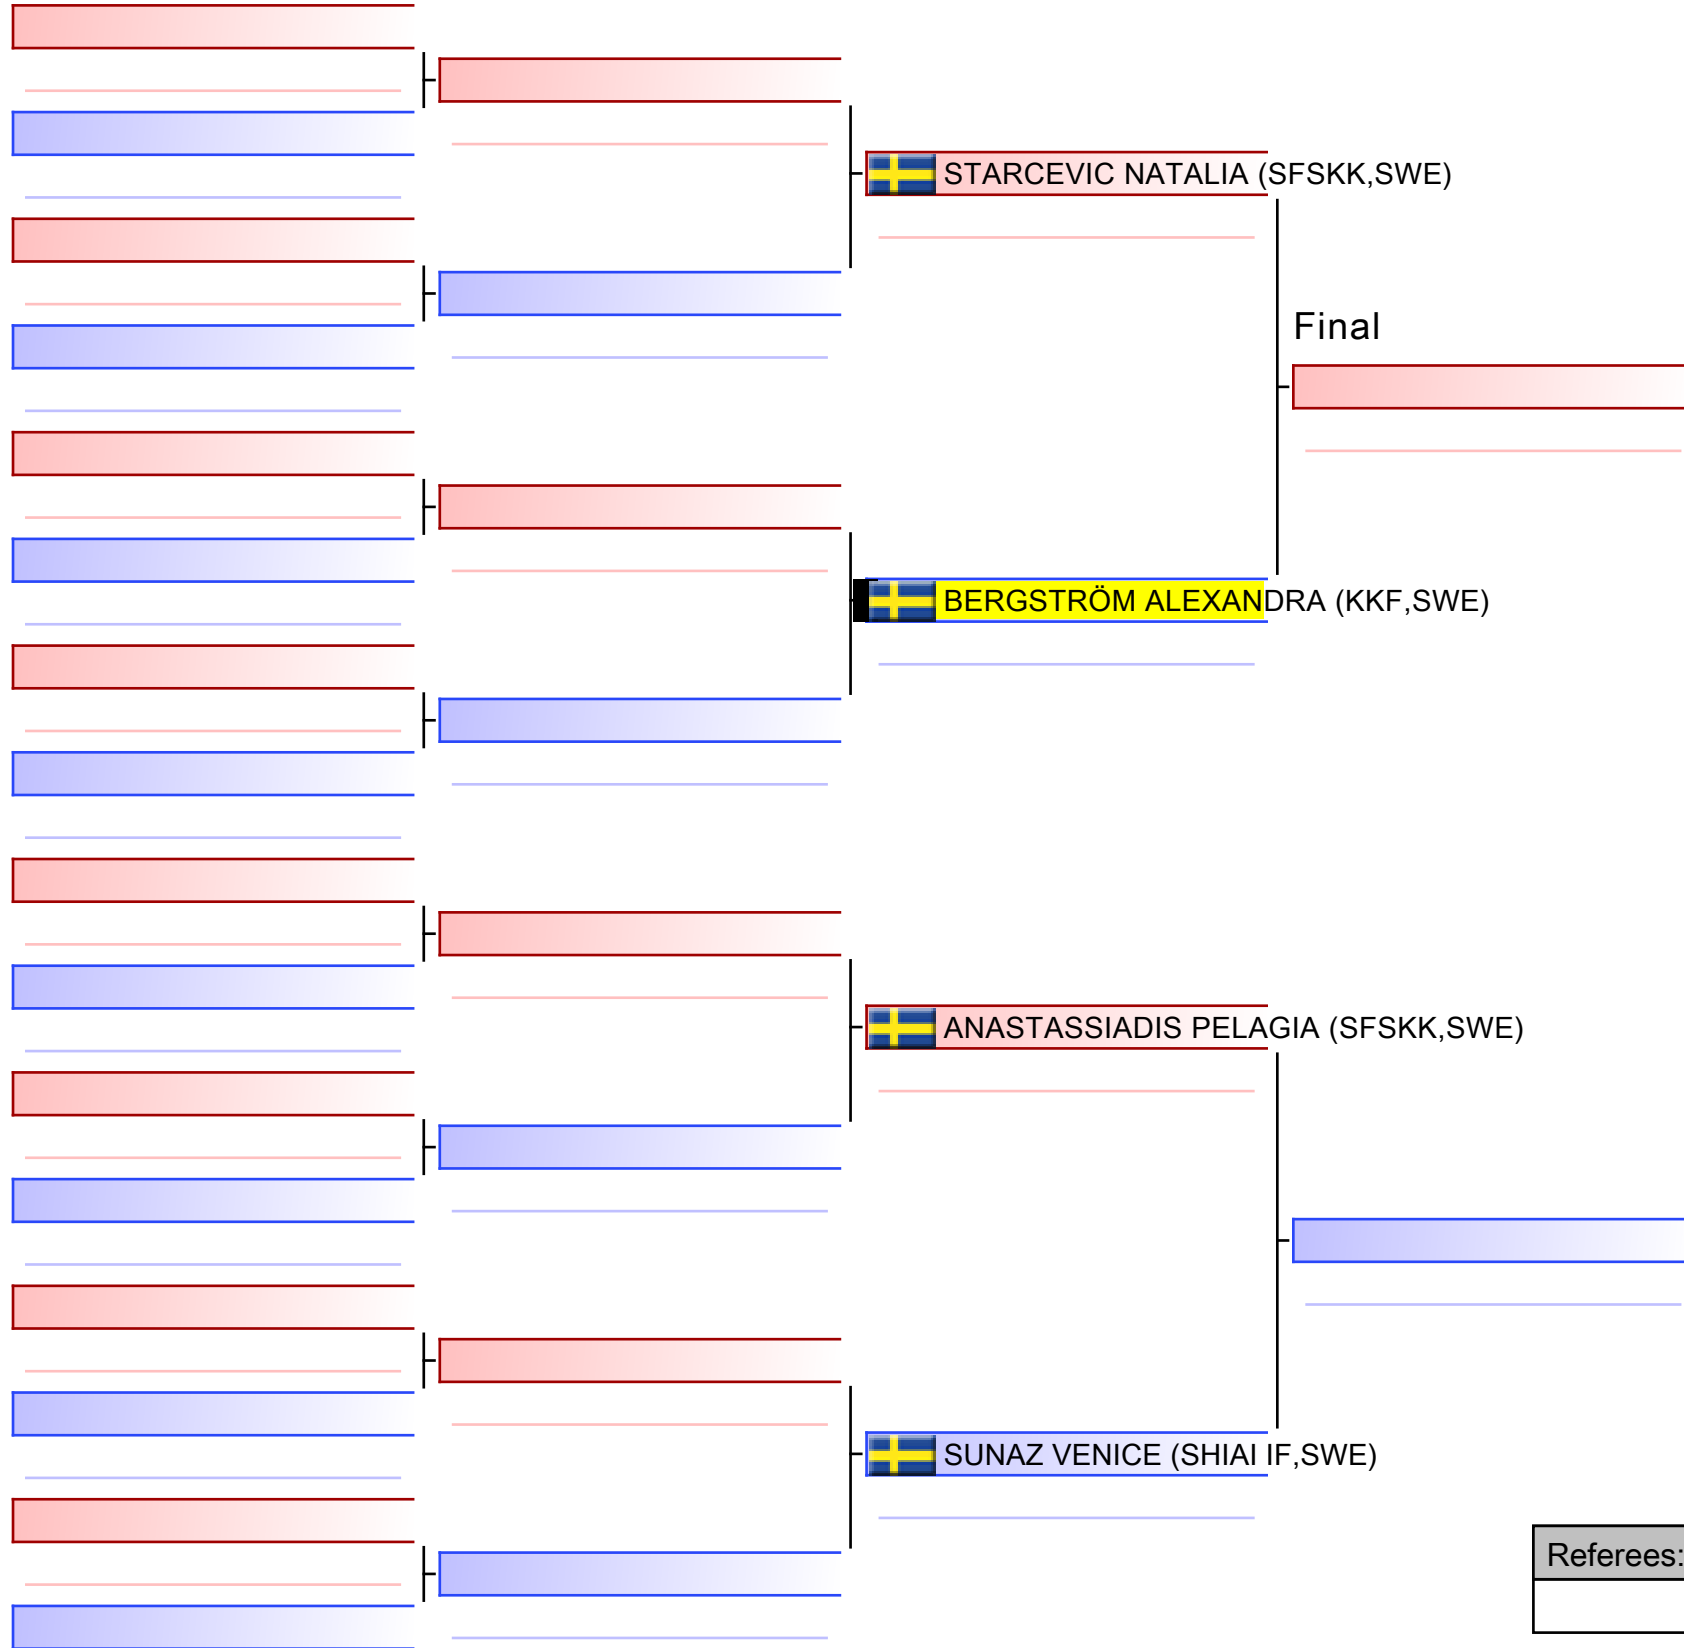 STARCEVIC NATALIA (SFSKK,SWE)
Final
BERGSTRÖM ALEXANDRA (KKF,SWE)
ANASTASSIADIS PELAGIA (SFSKK,SWE)
SUNAZ VENICE (SHIAI IF,SWE)
Referees: